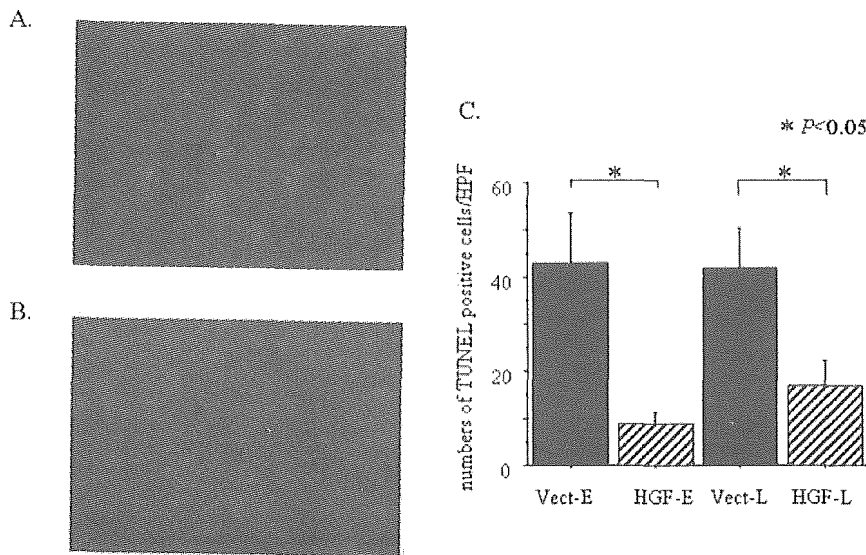 A.
B.
C.
* P<0.05
* *
numbers of TUNEL positive cells/HPF
60
40
20
0
Vect-E HGF-E Vect-L HGF-L